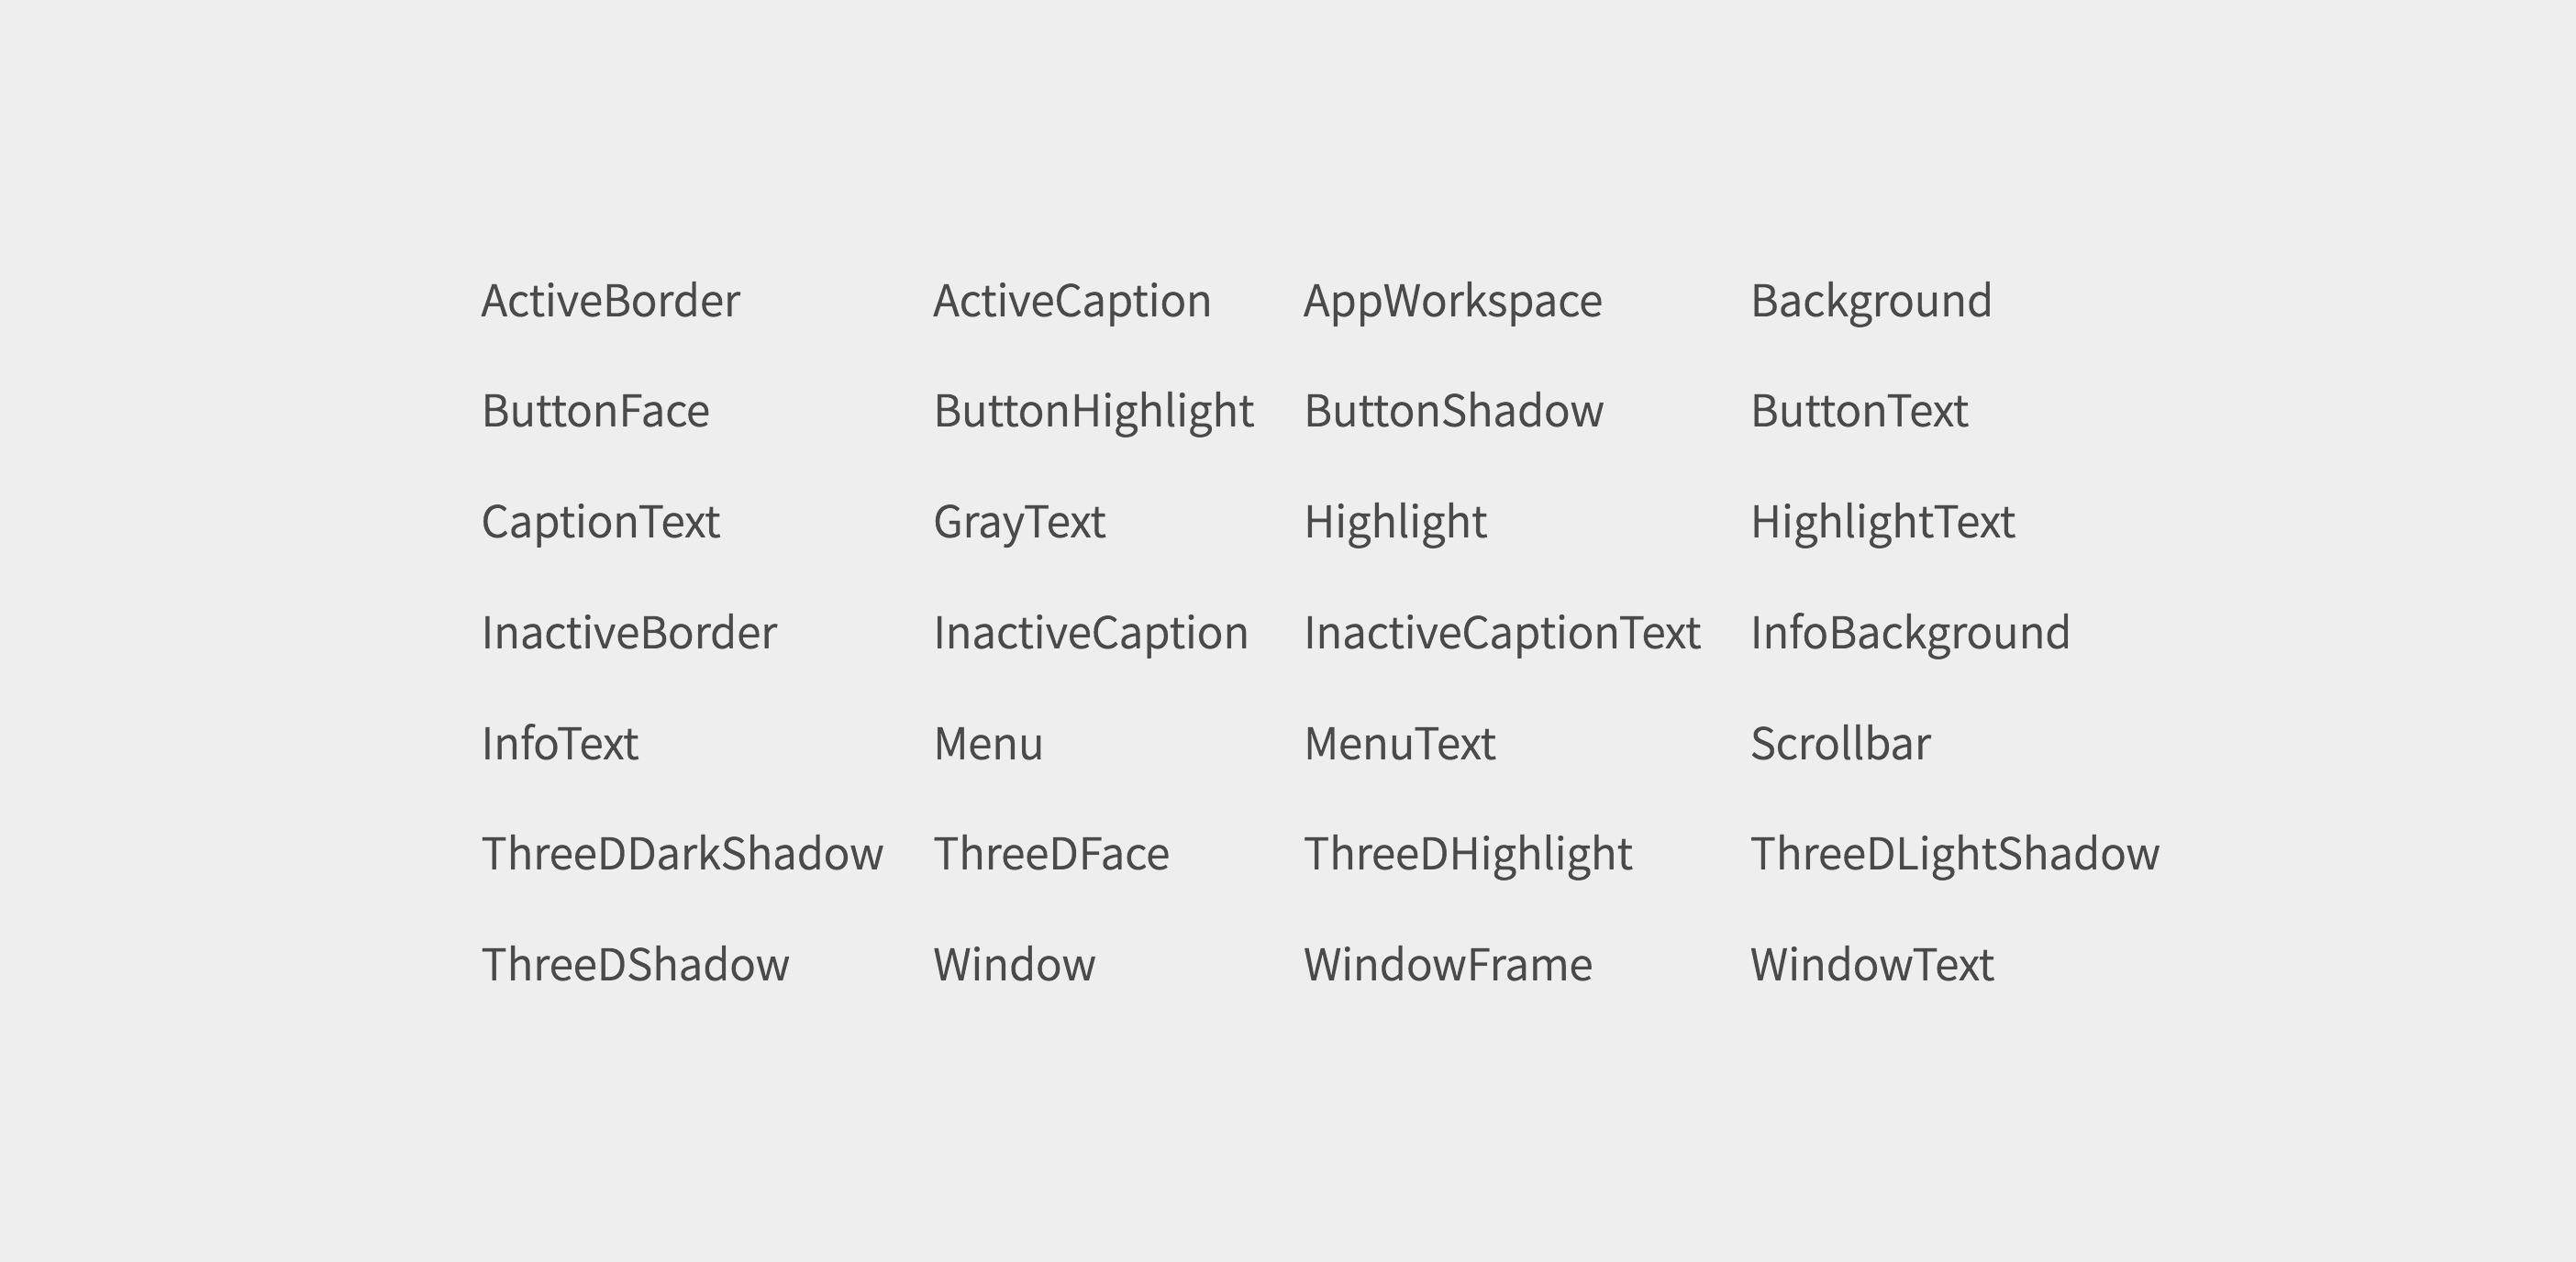 ActiveBorder ActiveCaption AppWorkspace Background
ButtonFace ButtonHighlight ButtonShadow ButtonText
CaptionText GrayText Highlight HighlightText
InactiveBorder InactiveCaption InactiveCaptionText InfoBackground
InfoText Menu MenuText Scrollbar
ThreeDDarkShadow ThreeDFace ThreeDHighlight ThreeDLightShadow
ThreeDShadow Window WindowFrame WindowText